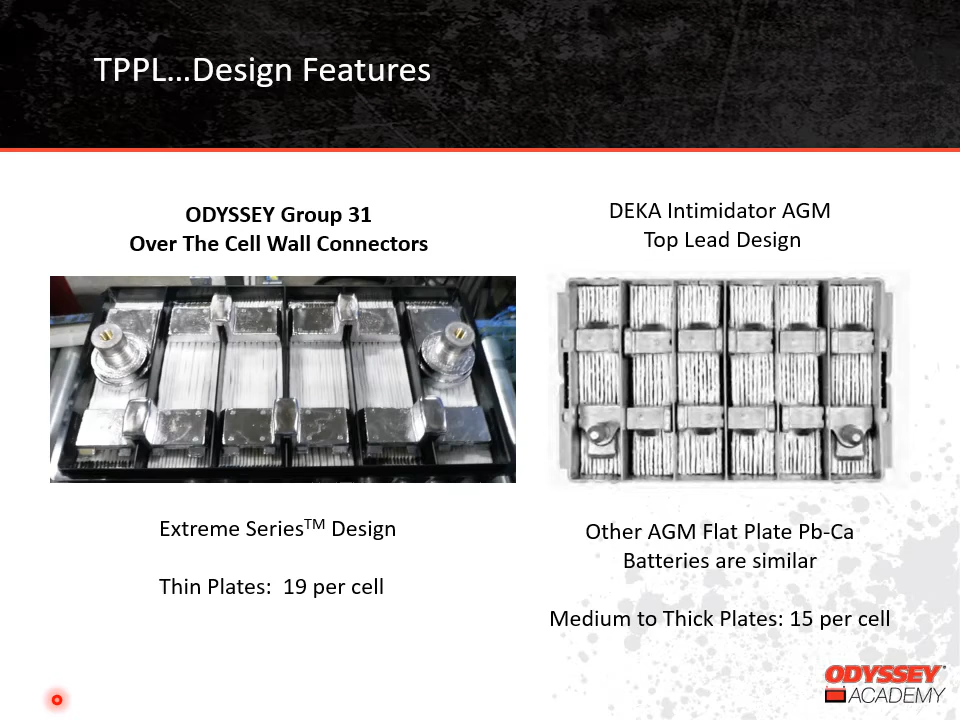 TPPL...Design Features
ODYSSEY Group 31
Over The Cell Wall Connectors
DEKA Intimidator AGM
Top Lead Design
Extreme Series™ Design
Thin Plates:  19 per cell
Other AGM Flat Plate Pb-Ca
Batteries are similar
Medium to Thick Plates: 15 per cell
ODYSSEY®
ACADEMY